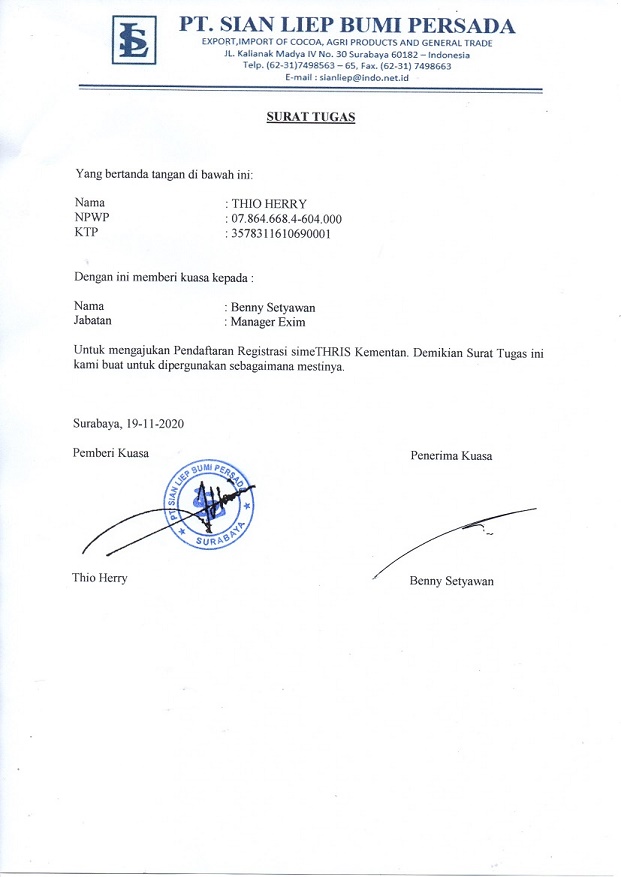 PT. SIAN LIEP BUMI PERSADA
EXPORT,IMPORT OF COCOA, AGRI PRODUCTS AND GENERAL TRADE
JL. Kalianak Madya IV No. 30 Surabaya 60182 – Indonesia
Telp. (62-31)7498563 – 65, Fax. (62-31) 7498663
E-mail : sianliep@indo.net.id
SURAT TUGAS
Yang bertanda tangan di bawah ini:
Nama : THIO HERRY
NPWP : 07.864.668.4-604.000
KTP : 3578311610690001
Dengan ini memberi kuasa kepada :
Nama : Benny Setyawan
Jabatan : Manager Exim
Untuk mengajukan Pendaftaran Registrasi simeTHRIS Kementan. Demikian Surat Tugas ini
kami buat untuk dipergunakan sebagaimana mestinya.
Surabaya, 19-11-2020
Pemberi Kuasa
Penerima Kuasa
PT. SIAN LIEP BUMI PERSADA
SURABAYA
Thio Herry
Benny Setyawan